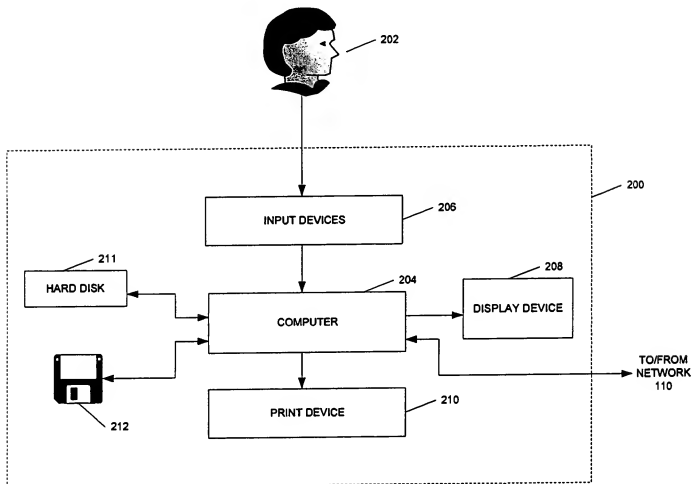 202
200
INPUT DEVICES
206
211
HARD DISK
204
COMPUTER
208
DISPLAY DEVICE
TO/FROM
NETWORK
110
212
PRINT DEVICE
210